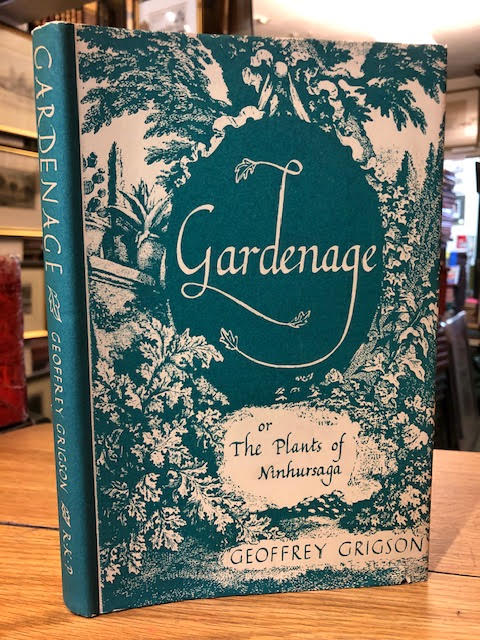 GARDENAGE GEOFFREY GRIGSON R.K.P
Gardenage
or
The Plants of
Ninhursaga
GEOFFREY GRIGSON